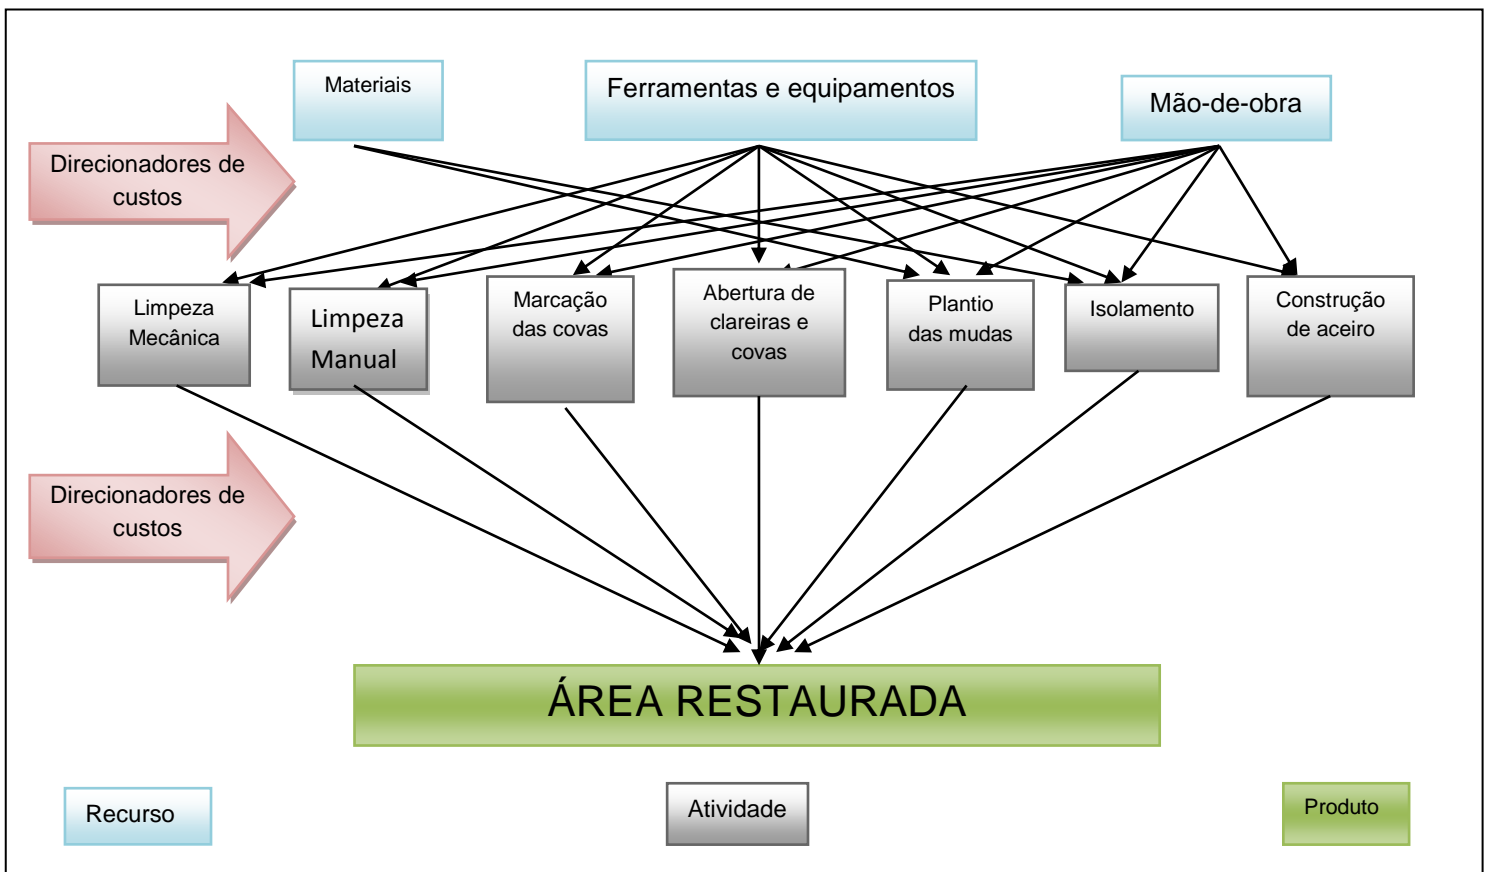 Materiais
Ferramentas e equipamentos
Mão-de-obra
Direcionadores de
custos
Limpeza
Mecânica
Limpeza
Manual
Marcação
das covas
Abertura de
clareiras e
covas
Plantio
das mudas
Isolamento
Construção
de aceiro
Direcionadores de
custos
ÁREA RESTAURADA
Recurso
Atividade
Produto